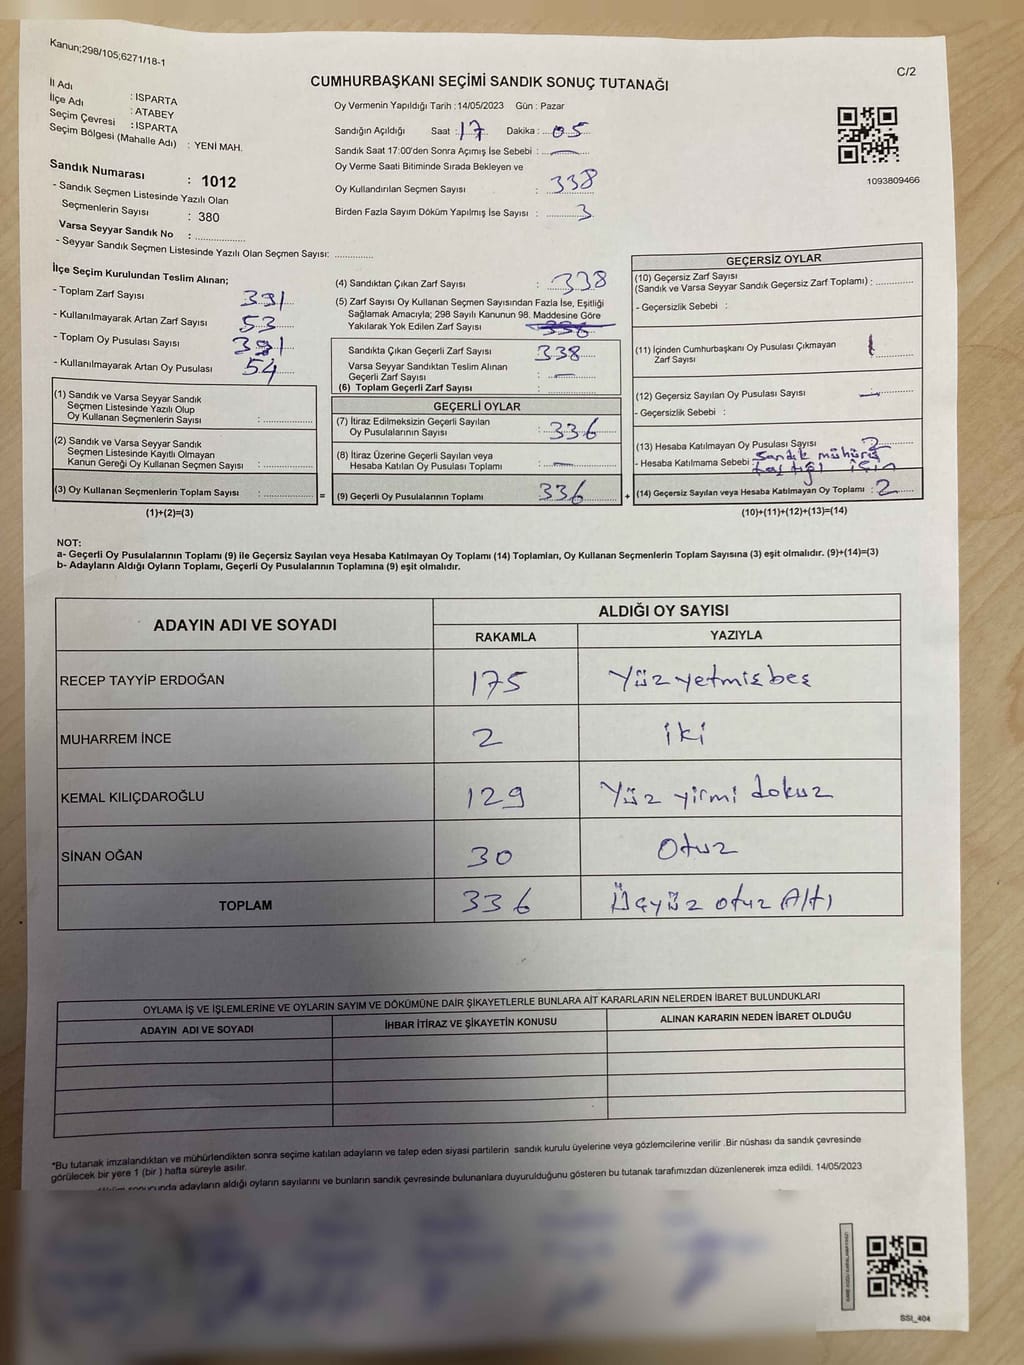 Kanun;298/105;6271/18-1
C/2
CUMHURBAŞKANI SEÇİMİ SANDIK SONUÇ TUTANAĞI
İl Adı : ISPARTA
İlçe Adı : ATABEY
Seçim Çevresi : ISPARTA
Seçim Bölgesi (Mahalle Adı) : YENİ MAH.
Oy Vermenin Yapıldığı Tarih :14/05/2023 Gün : Pazar
Sandığın Açıldığı Saat : 17 Dakika : 05
Sandık Saat 17:00'den Sonra Açımış İse Sebebi : —
Oy Verme Saati Bitiminde Sırada Bekleyen ve
Oy Kullandırılan Seçmen Sayısı : 338
Birden Fazla Sayım Döküm Yapılmış İse Sayısı : 3
1093809466
Sandık Numarası : 1012
- Sandık Seçmen Listesinde Yazılı Olan
Seçmenlerin Sayısı : 380
Varsa Seyyar Sandık No : ................
- Seyyar Sandık Seçmen Listesinde Yazılı Olan Seçmen Sayısı: ............
İlçe Seçim Kurulundan Teslim Alınan;
- Toplam Zarf Sayısı 391
- Kullanılmayarak Artan Zarf Sayısı 53
- Toplam Oy Pusulası Sayısı 391
- Kullanılmayarak Artan Oy Pusulası 54
(1) Sandık ve Varsa Seyyar Sandık
Seçmen Listesinde Yazılı Olup
Oy Kullanan Seçmenlerin Sayısı : ............
(2) Sandık ve Varsa Seyyar Sandık
Seçmen Listesinde Kayıtlı Olmayan
Kanun Gereği Oy Kullanan Seçmen Sayısı : ............
(3) Oy Kullanan Seçmenlerin Toplam Sayısı : ............ =
(1)+(2)=(3)
(4) Sandıktan Çıkan Zarf Sayısı : 338
(5) Zarf Sayısı Oy Kullanan Seçmen Sayısından Fazla İse, Eşitliği
Sağlamak Amacıyla; 298 Sayılı Kanunun 98. Maddesine Göre
Yakılarak Yok Edilen Zarf Sayısı
Sandıkta Çıkan Geçerli Zarf Sayısı 338
Varsa Seyyar Sandıktan Teslim Alınan
Geçerli Zarf Sayısı : —
(6) Toplam Geçerli Zarf Sayısı : ............
GEÇERLİ OYLAR
(7) İtiraz Edilmeksizin Geçerli Sayılan
Oy Pusulalarının Sayısı : 336
(8) İtiraz Üzerine Geçerli Sayılan veya
Hesaba Katılan Oy Pusulası Toplamı : —
(9) Geçerli Oy Pusulalarının Toplamı : 336 +
GEÇERSİZ OYLAR
(10) Geçersiz Zarf Sayısı
(Sandık ve Varsa Seyyar Sandık Geçersiz Zarf Toplamı) : ............
- Geçersizlik Sebebi :
(11) İçinden Cumhurbaşkanı Oy Pusulası Çıkmayan
Zarf Sayısı :
(12) Geçersiz Sayılan Oy Pusulası Sayısı : —
- Geçersizlik Sebebi :
(13) Hesaba Katılmayan Oy Pusulası Sayısı : 2
- Hesaba Katılmama Sebebi : Sandık mühürü
taştığı için
(14) Geçersiz Sayılan veya Hesaba Katılmayan Oy Toplamı : 2
(10)+(11)+(12)+(13)=(14)
NOT:
a- Geçerli Oy Pusulalarının Toplamı (9) ile Geçersiz Sayılan veya Hesaba Katılmayan Oy Toplamı (14) Toplamları, Oy Kullanan Seçmenlerin Toplam Sayısına (3) eşit olmalıdır. (9)+(14)=(3)
b- Adayların Aldığı Oyların Toplamı, Geçerli Oy Pusulalarının Toplamına (9) eşit olmalıdır.
ADAYIN ADI VE SOYADI ALDIĞI OY SAYISI
RAKAMLA YAZIYLA
RECEP TAYYİP ERDOĞAN 175 Yüz yetmiş beş
MUHARREM İNCE 2 iki
KEMAL KILIÇDAROĞLU 129 Yüz yirmi dokuz
SİNAN OĞAN 30 Otuz
TOPLAM 336 Üçyüz otuz Altı
OYLAMA İŞ VE İŞLEMLERİNE VE OYLARIN SAYIM VE DÖKÜMÜNE DAİR ŞİKAYETLERLE BUNLARA AİT KARARLARIN NELERDEN İBARET BULUNDUKLARI
ADAYIN ADI VE SOYADI İHBAR İTİRAZ VE ŞİKAYETİN KONUSU ALINAN KARARIN NEDEN İBARET OLDUĞU
*Bu tutanak imzalandıktan ve mühürlendikten sonra seçime katılan adayların ve talep eden siyasi partilerin sandık kurulu üyelerine veya gözlemcilerine verilir .Bir nüshası da sandık çevresinde
görülecek bir yere 1 (bir ) hafta süreyle asılır.
sonucunda adayların aldığı oyların sayılarını ve bunların sandık çevresinde bulunanlara duyurulduğunu gösteren bu tutanak tarafımızdan düzenlenerek imza edildi. 14/05/2023
SSI_404